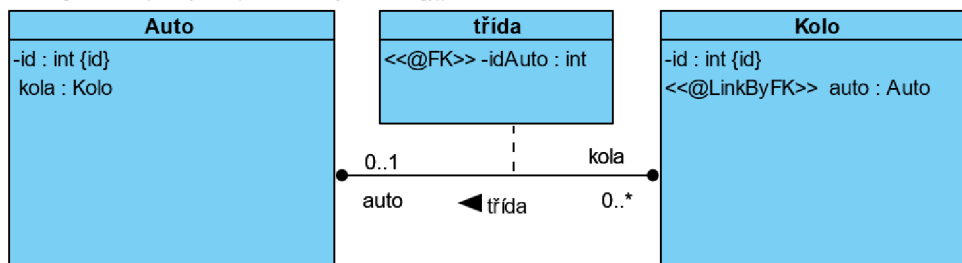 Auto
-id : int {id}
kola : Kolo
třída
<<@FK>> -idAuto : int
Kolo
-id : int {id}
<<@LinkByFK>> auto : Auto
0..1
kola
auto
třída
0..*